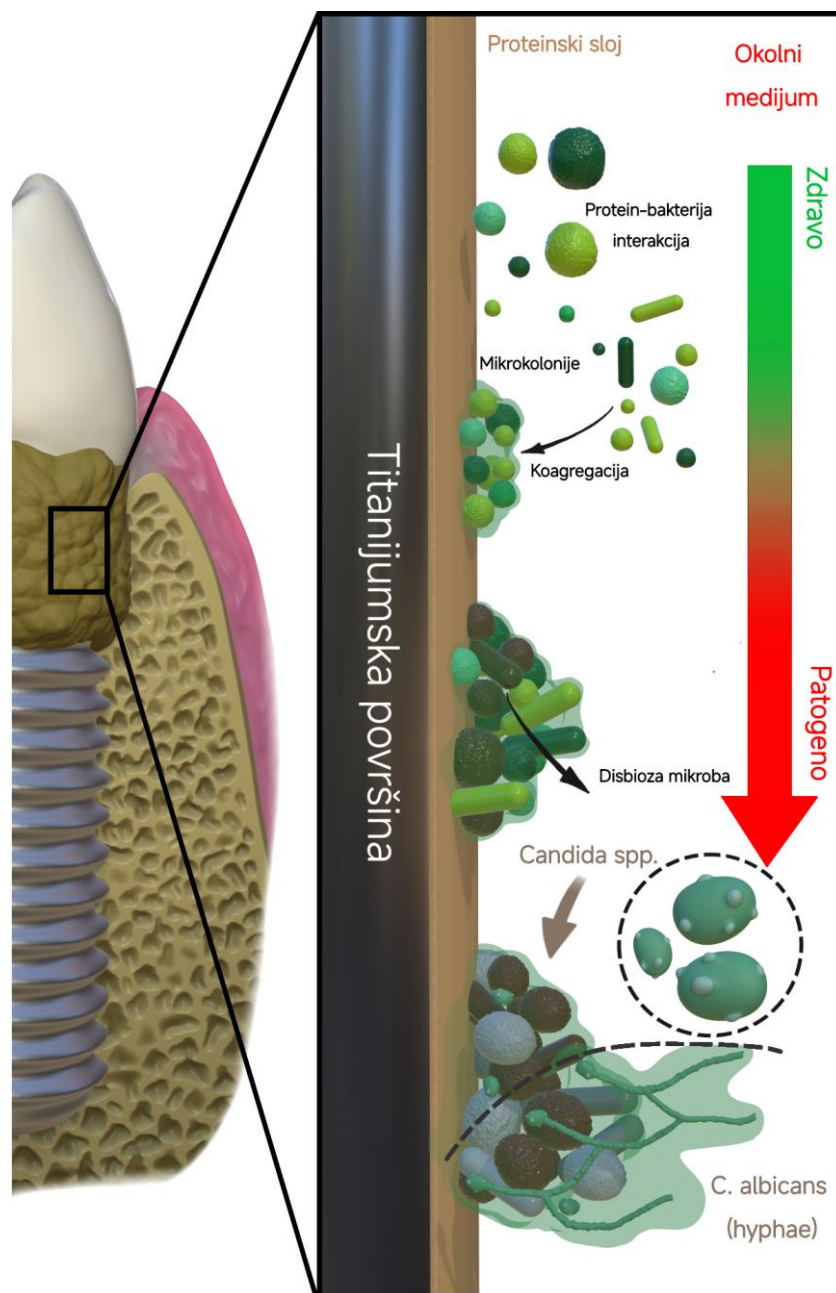 Proteinski sloj
Okolni
medijum
Zdravo
Protein-bakterija
interakcija
Mikrokolonije
Koagregacija
Titanijumska površina
Patogeno
Disbioza mikroba
Candida spp.
C. albicans
(hyphae)